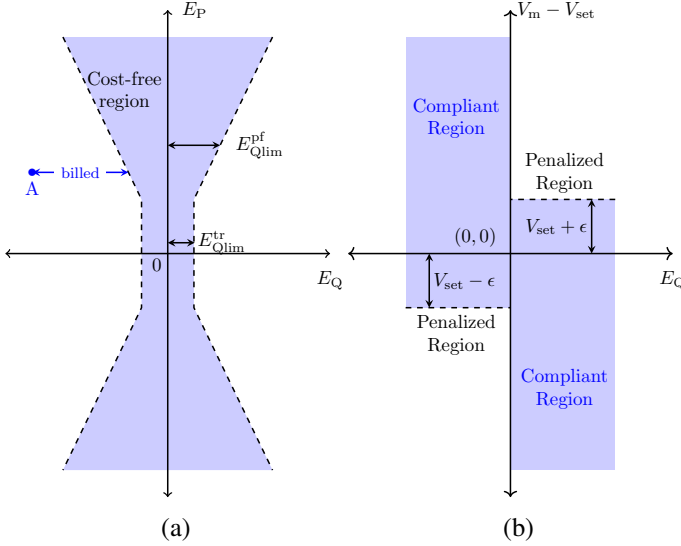 E_P
Cost-free
region
E_Qlim^pf
billed
A
E_Qlim^tr
0
E_Q
(a)
V_m − V_set
Compliant
Region
Penalized
Region
(0, 0)
V_set + ϵ
E_Q
V_set − ϵ
Penalized
Region
Compliant
Region
(b)